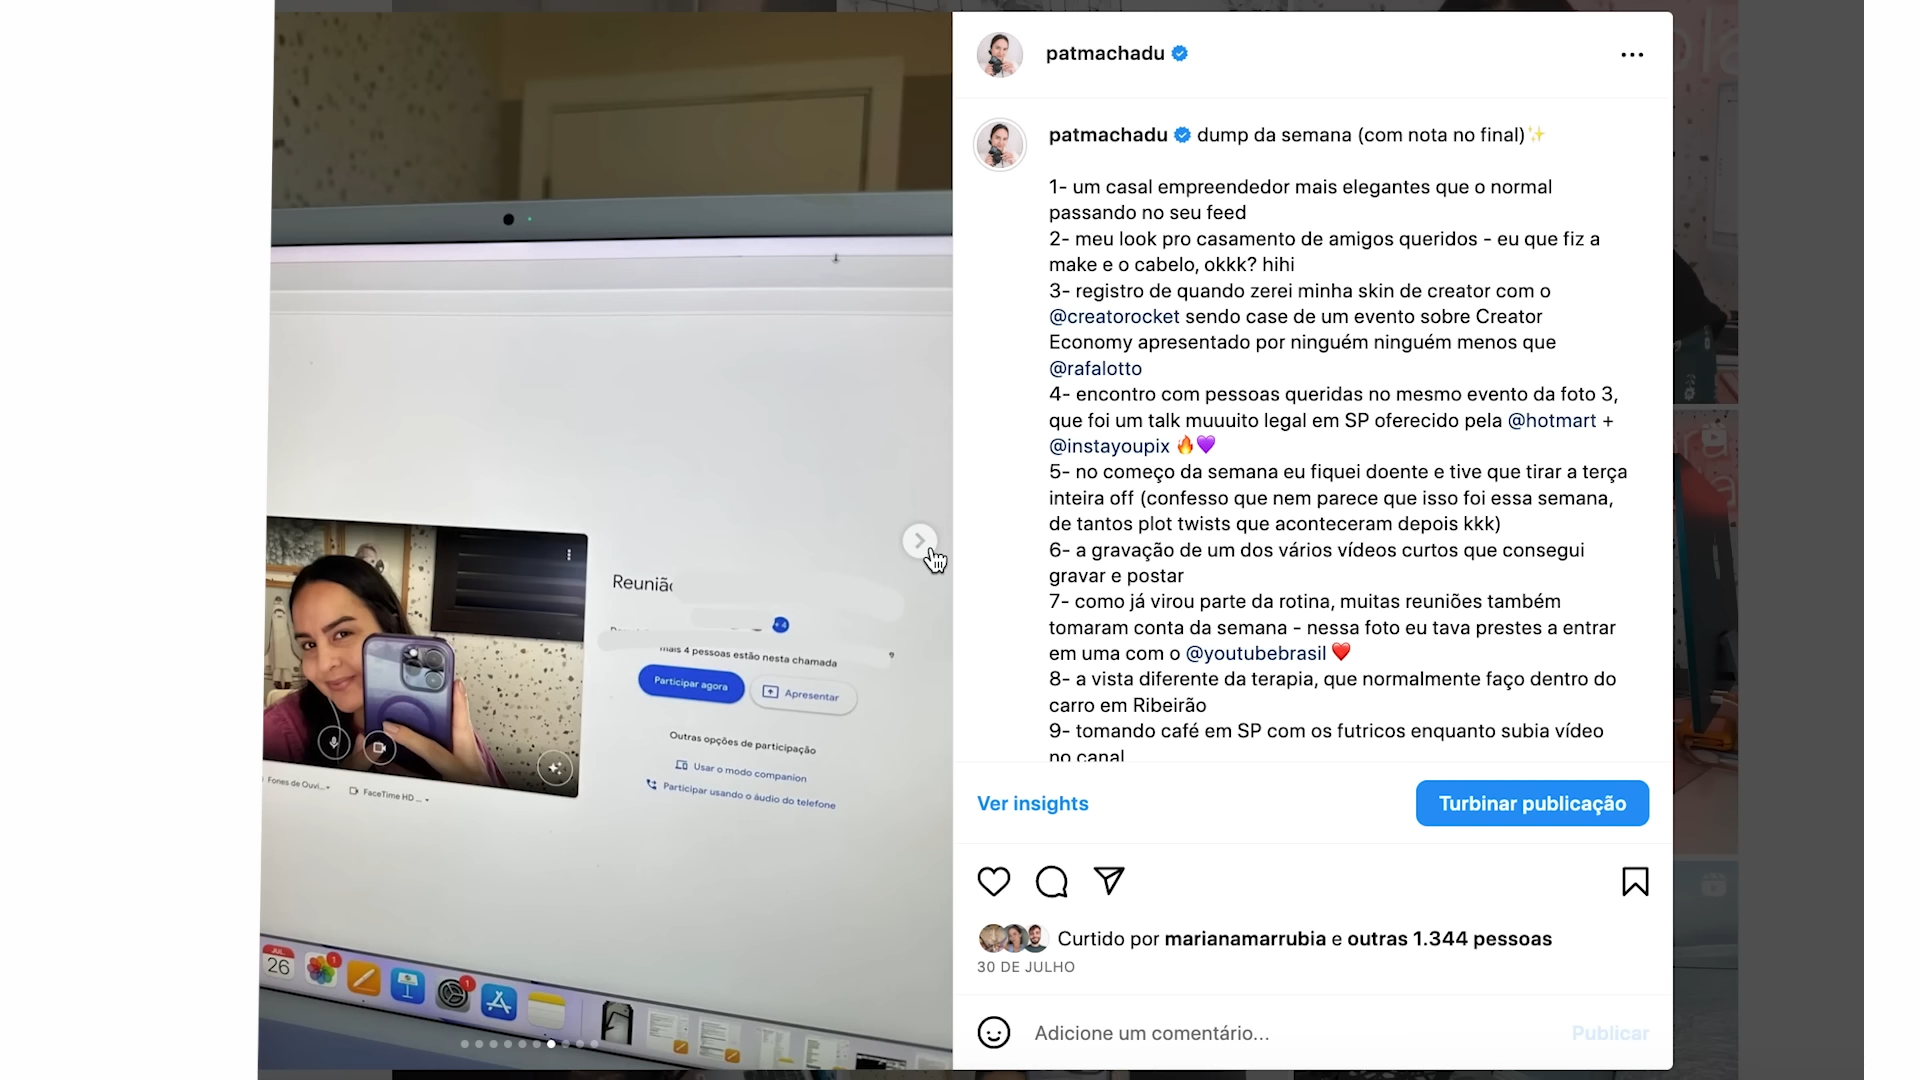 patmachadu
patmachadu dump da semana (com nota no final)✨
1- um casal empreendedor mais elegantes que o normal
passando no seu feed
2- meu look pro casamento de amigos queridos - eu que fiz a
make e o cabelo, okkk? hihi
3- registro de quando zerei minha skin de creator com o
@creatorocket sendo case de um evento sobre Creator
Economy apresentado por ninguém ninguém menos que
@rafalotto
4- encontro com pessoas queridas no mesmo evento da foto 3,
que foi um talk muuuito legal em SP oferecido pela @hotmart +
@instayoupix 🔥💜
5- no começo da semana eu fiquei doente e tive que tirar a terça
inteira off (confesso que nem parece que isso foi essa semana,
de tantos plot twists que aconteceram depois kkk)
6- a gravação de um dos vários vídeos curtos que consegui
gravar e postar
7- como já virou parte da rotina, muitas reuniões também
tomaram conta da semana - nessa foto eu tava prestes a entrar
em uma com o @youtubebrasil ❤️
8- a vista diferente da terapia, que normalmente faço dentro do
carro em Ribeirão
9- tomando café em SP com os futricos enquanto subia vídeo
no canal
Ver insights
Turbinar publicação
Curtido por marianamarrubia e outras 1.344 pessoas
30 DE JULHO
Adicione um comentário...
Publicar
Reunião
+4
mais 4 pessoas estão nesta chamada
Participar agora
Apresentar
Outras opções de participação
Usar o modo companion
Participar usando o áudio do telefone
Fones de Ouvi...
FaceTime HD ...
JUL
26
1
1